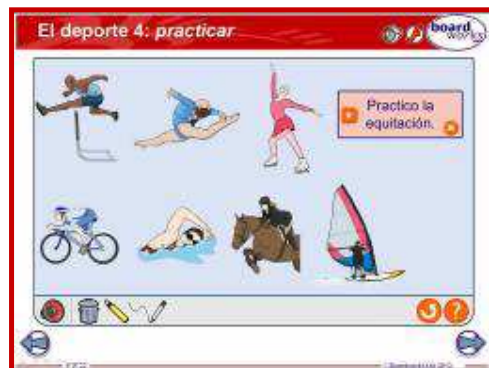 El deporte 4: practicar
board
works
Practico la
equitación.
?